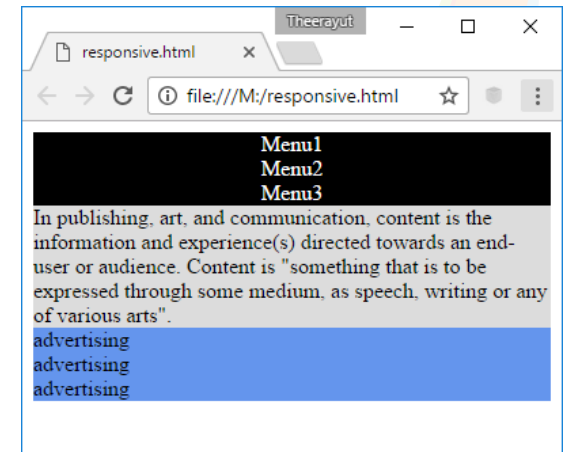 Theerayut
responsive.html
file:///M:/responsive.html
Menu1
Menu2
Menu3
In publishing, art, and communication, content is the
information and experience(s) directed towards an end-
user or audience. Content is "something that is to be
expressed through some medium, as speech, writing or any
of various arts".
advertising
advertising
advertising